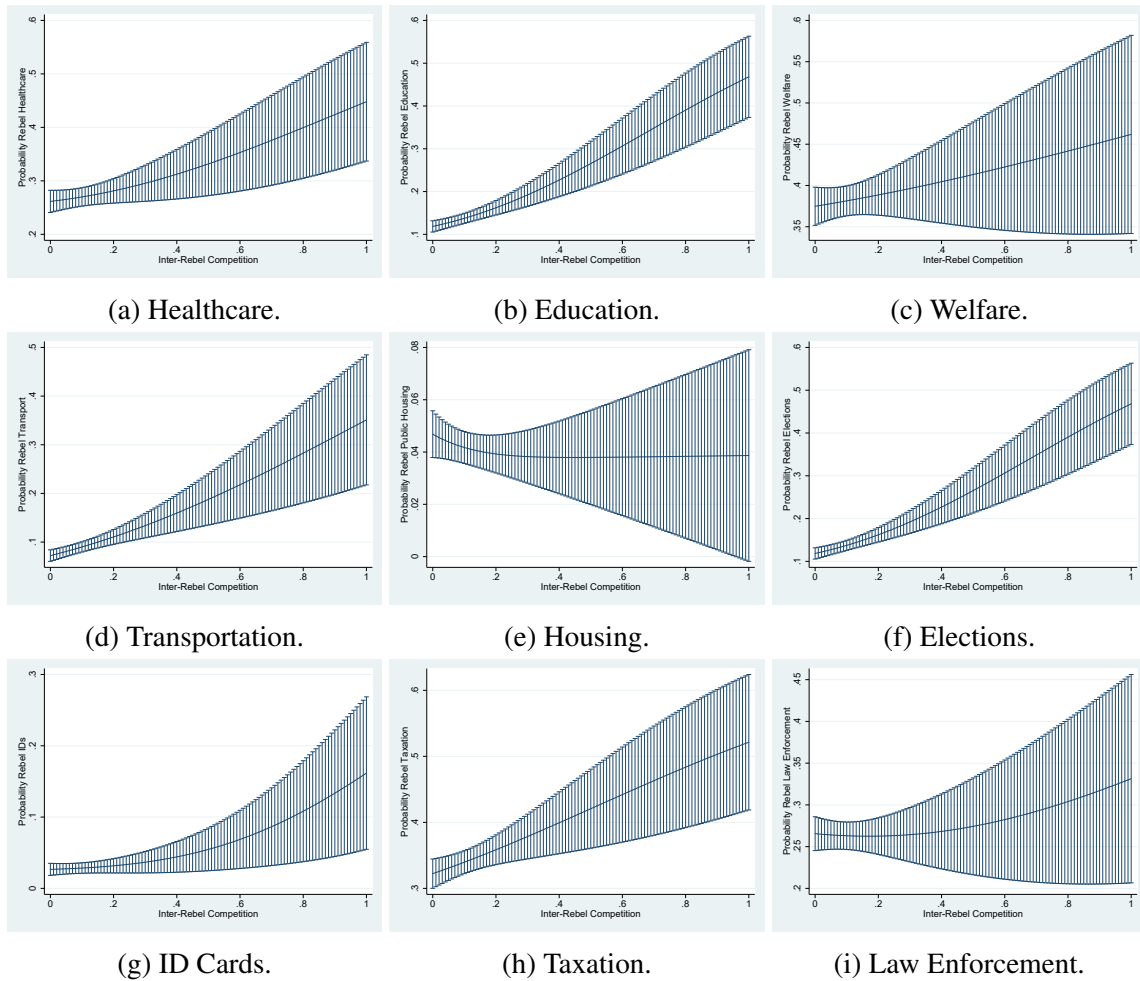 Probability Rebel Healthcare
.2 .3 .4 .5 .6
0 .2 .4 .6 .8 1
Inter-Rebel Competition
(a) Healthcare.
Probability Rebel Education
.1 .2 .3 .4 .5 .6
0 .2 .4 .6 .8 1
Inter-Rebel Competition
(b) Education.
Probability Rebel Welfare
.35 .4 .45 .5 .55 .6
0 .2 .4 .6 .8 1
Inter-Rebel Competition
(c) Welfare.
Probability Rebel Transport
.1 .2 .3 .4 .5
0 .2 .4 .6 .8 1
Inter-Rebel Competition
(d) Transportation.
Probability Rebel Public Housing
0 .02 .04 .06 .08
0 .2 .4 .6 .8 1
Inter-Rebel Competition
(e) Housing.
Probability Rebel Elections
.1 .2 .3 .4 .5 .6
0 .2 .4 .6 .8 1
Inter-Rebel Competition
(f) Elections.
Probability Rebel IDs
0 .1 .2 .3
0 .2 .4 .6 .8 1
Inter-Rebel Competition
(g) ID Cards.
Probability Rebel Taxation
.3 .4 .5 .6
0 .2 .4 .6 .8 1
Inter-Rebel Competition
(h) Taxation.
Probability Rebel Law Enforcement
.2 .25 .3 .35 .4 .45
0 .2 .4 .6 .8 1
Inter-Rebel Competition
(i) Law Enforcement.